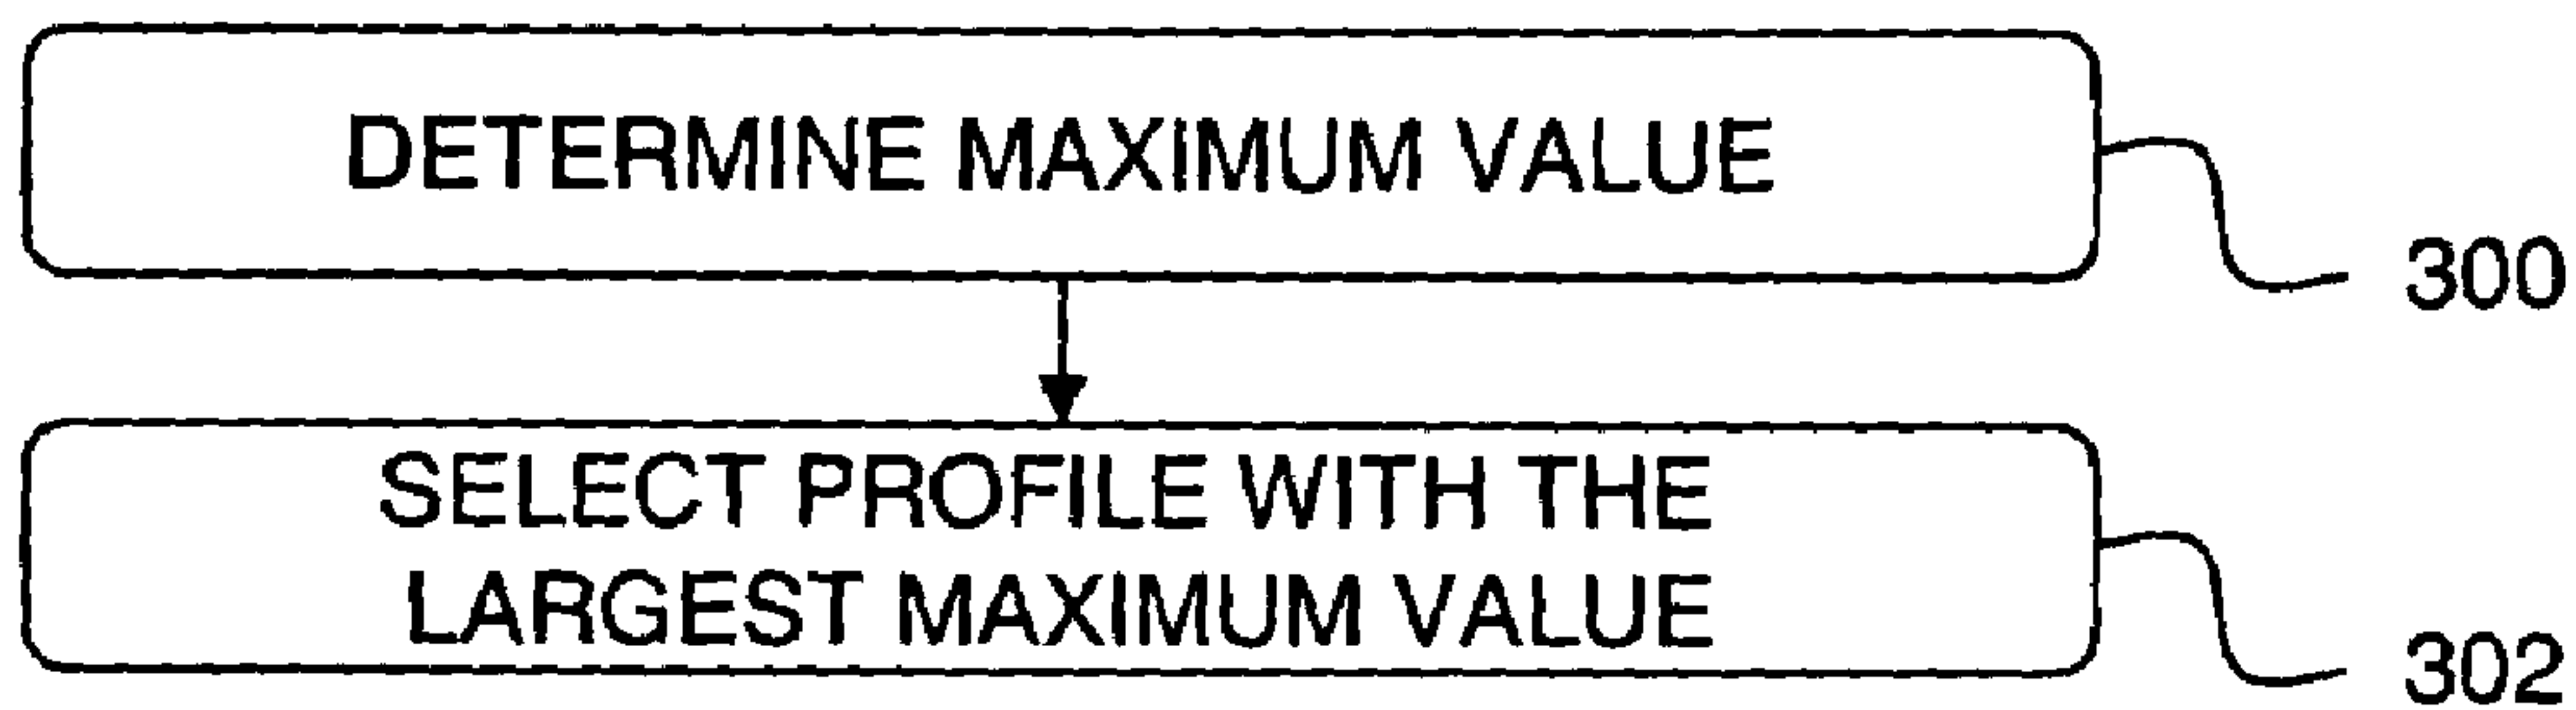 DETERMINE MAXIMUM VALUE
300
SELECT PROFILE WITH THE
LARGEST MAXIMUM VALUE
302